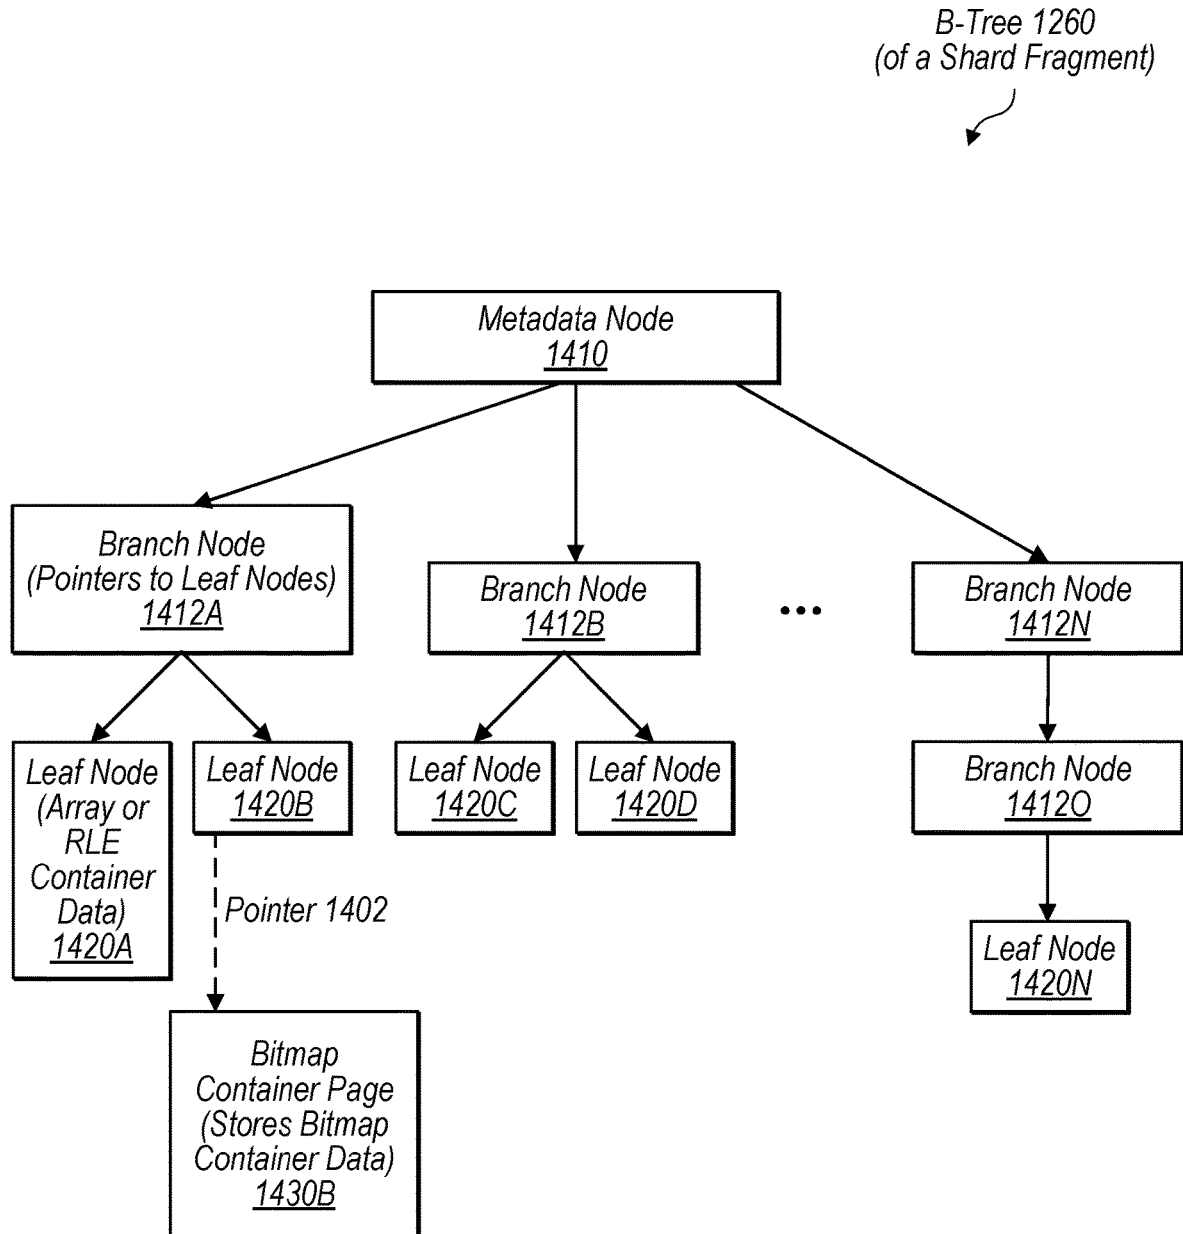 B-Tree 1260
(of a Shard Fragment)
Metadata Node
1410
Branch Node
(Pointers to Leaf Nodes)
1412A
Branch Node
1412B
...
Branch Node
1412N
Leaf Node
(Array or
RLE
Container
Data)
1420A
Leaf Node
1420B
Leaf Node
1420C
Leaf Node
1420D
Branch Node
1412O
Pointer 1402
Leaf Node
1420N
Bitmap
Container Page
(Stores Bitmap
Container Data)
1430B